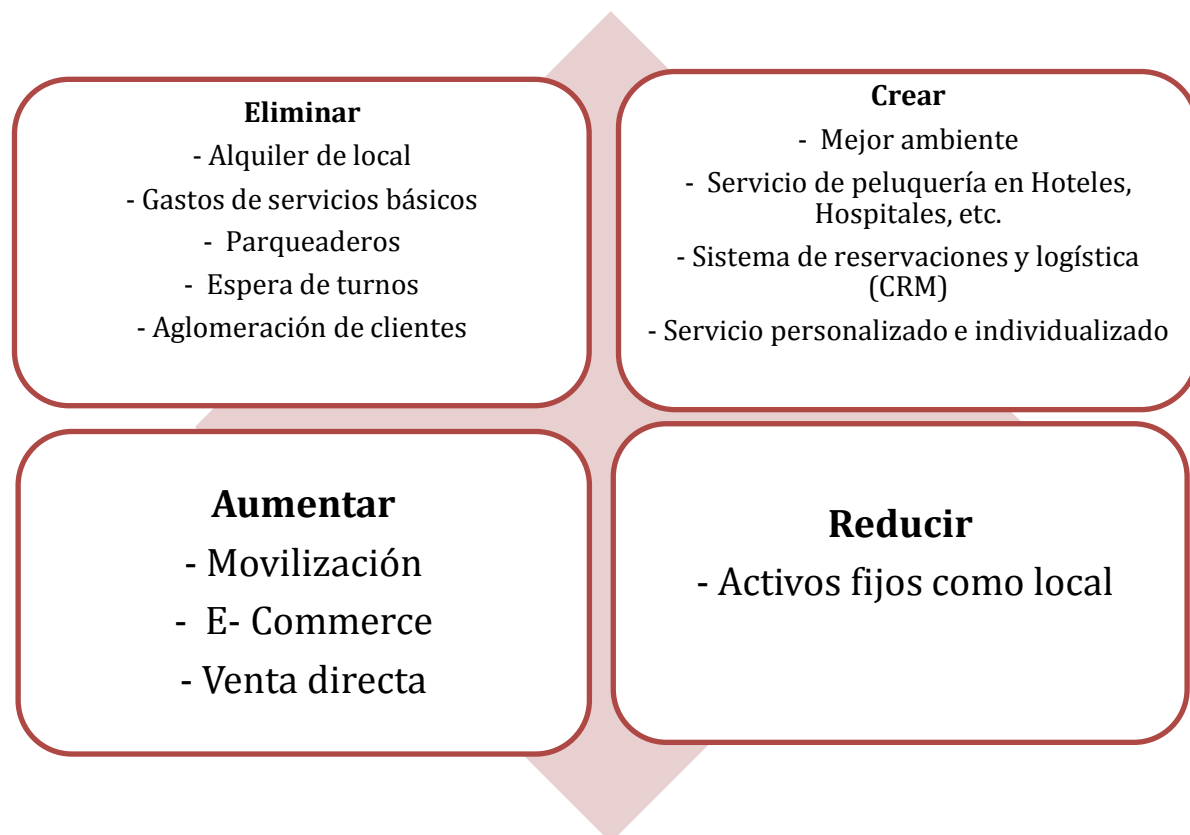 Eliminar
- Alquiler de local
- Gastos de servicios básicos
- Parqueaderos
- Espera de turnos
- Aglomeración de clientes
Crear
- Mejor ambiente
- Servicio de peluquería en Hoteles,
Hospitales, etc.
- Sistema de reservaciones y logística
(CRM)
- Servicio personalizado e individualizado
Aumentar
- Movilización
- E- Commerce
- Venta directa
Reducir
- Activos fijos como local